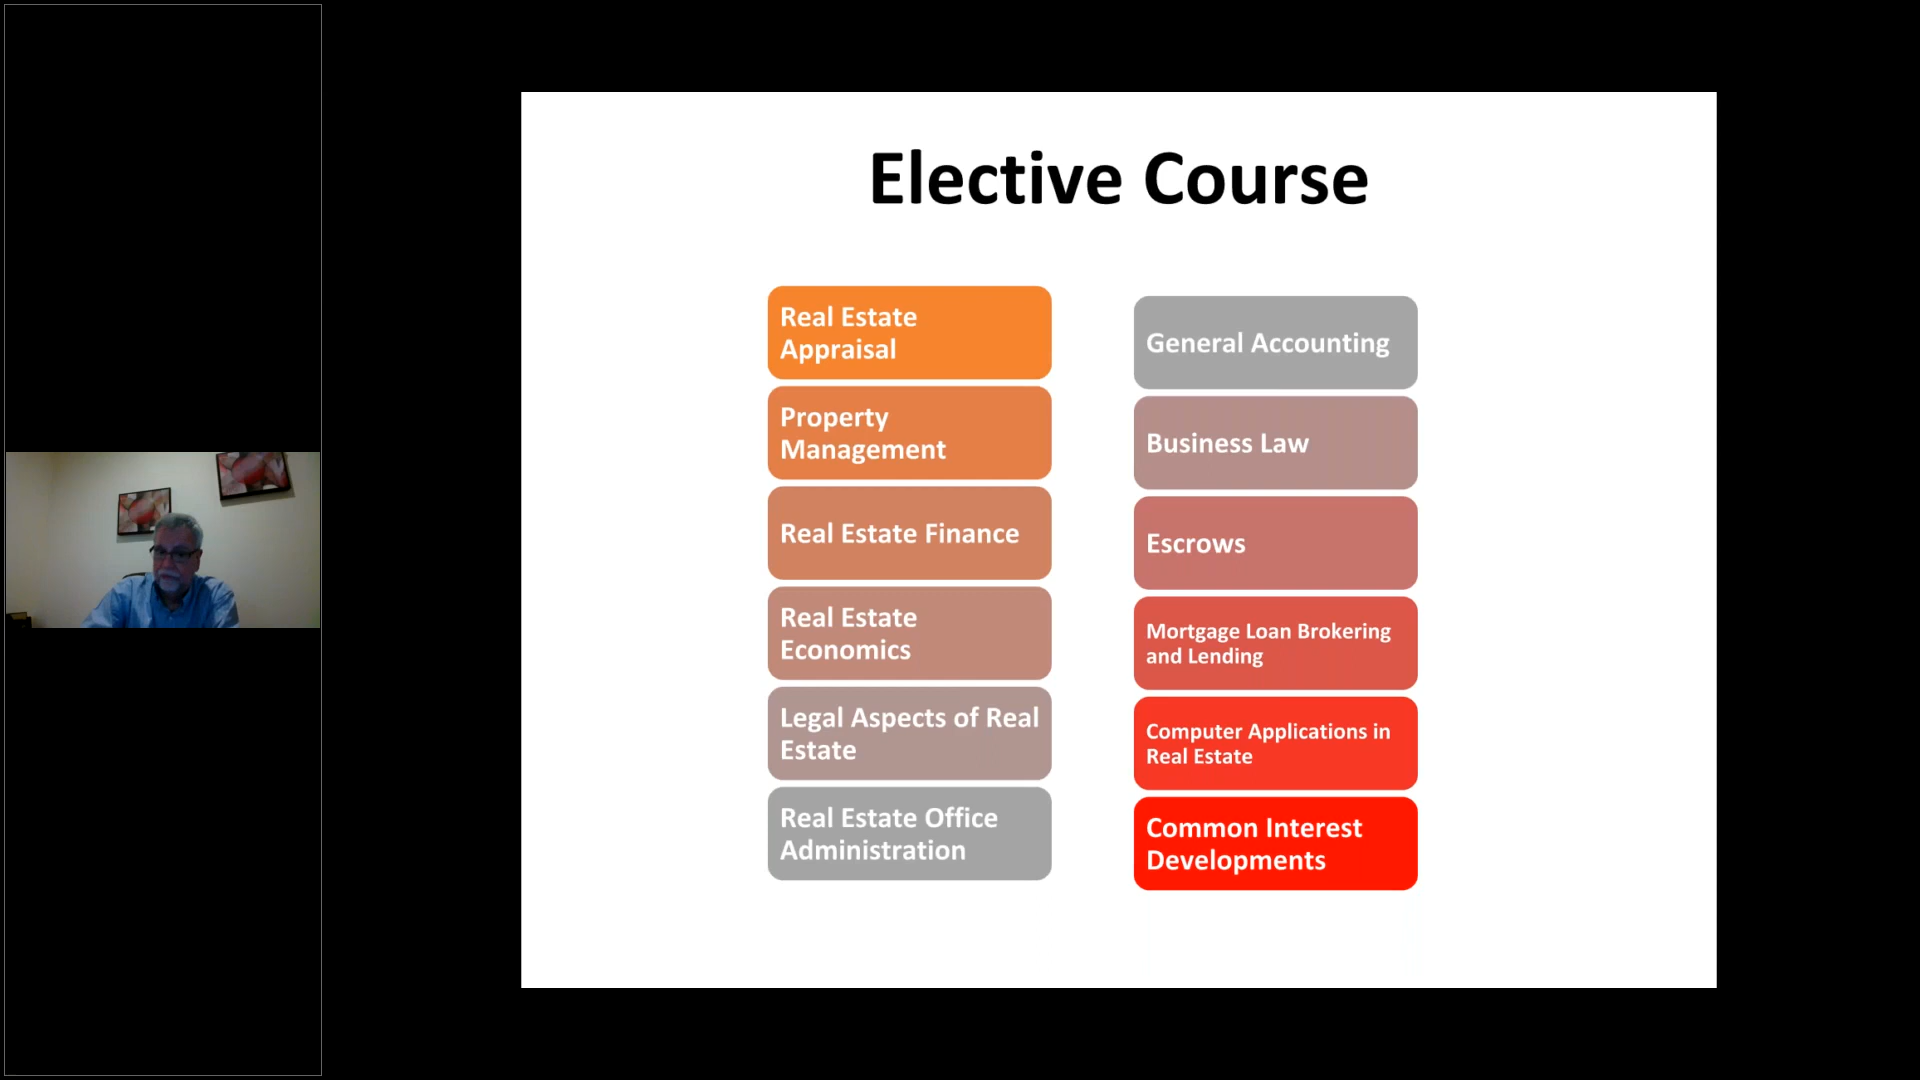 Elective Course
Real Estate
Appraisal
Property
Management
Real Estate Finance
Real Estate
Economics
Legal Aspects of Real
Estate
Real Estate Office
Administration
General Accounting
Business Law
Escrows
Mortgage Loan Brokering
and Lending
Computer Applications in
Real Estate
Common Interest
Developments